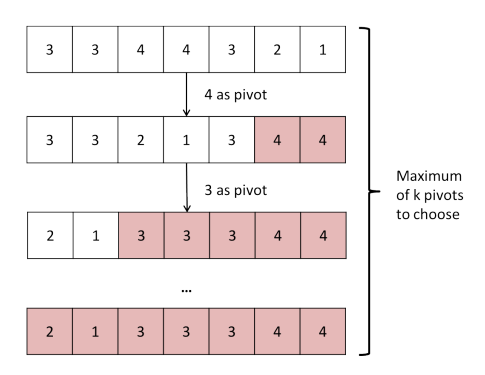 3 3 4 4 3 2 1
4 as pivot
3 3 2 1 3 4 4
3 as pivot
Maximum
of k pivots
to choose
2 1 3 3 3 4 4
...
2 1 3 3 3 4 4